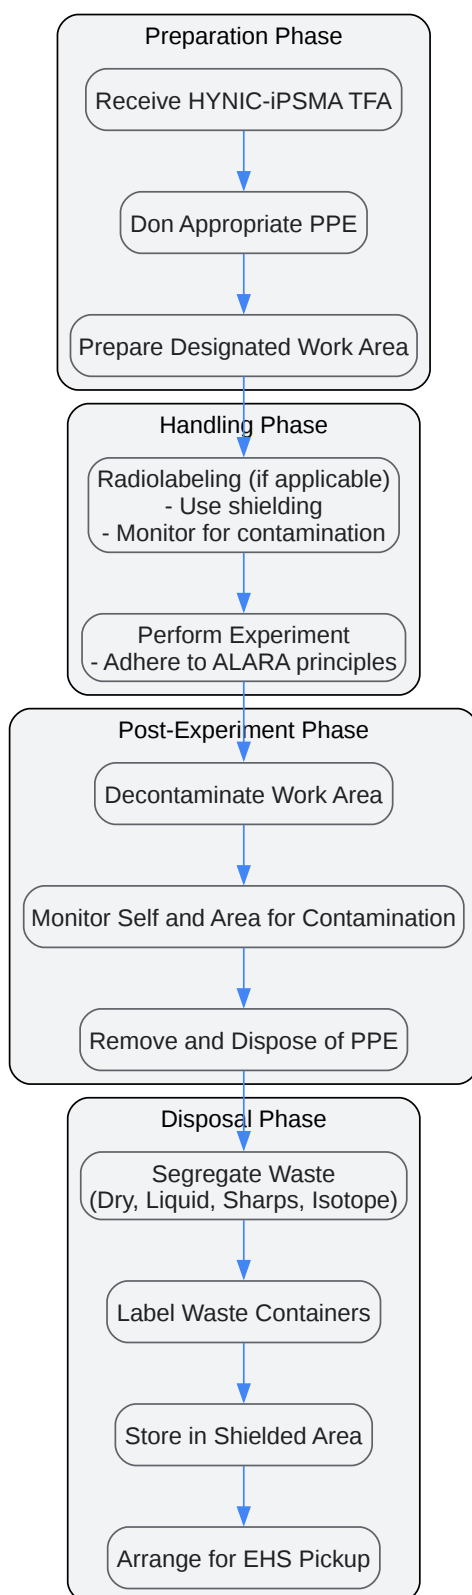 Preparation Phase
Receive HYNIC-iPSMA TFA
Don Appropriate PPE
Prepare Designated Work Area
Handling Phase
Radiolabeling (if applicable)
- Use shielding
- Monitor for contamination
Perform Experiment
- Adhere to ALARA principles
Post-Experiment Phase
Decontaminate Work Area
Monitor Self and Area for Contamination
Remove and Dispose of PPE
Disposal Phase
Segregate Waste
(Dry, Liquid, Sharps, Isotope)
Label Waste Containers
Store in Shielded Area
Arrange for EHS Pickup